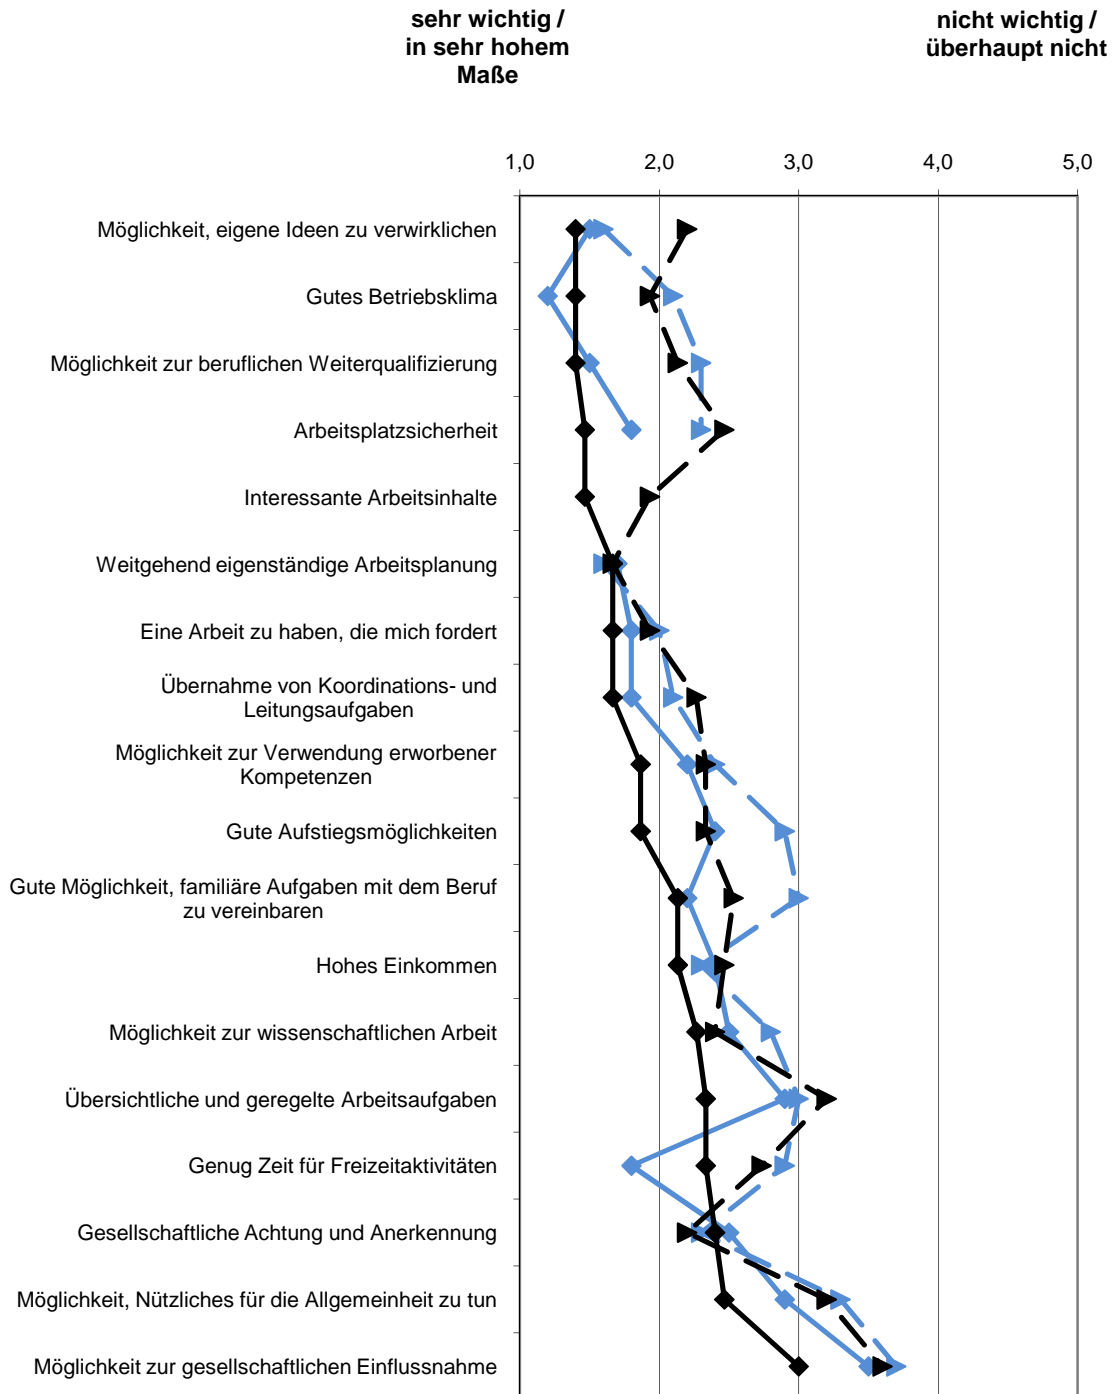 sehr wichtig /
in sehr hohem
Maße
nicht wichtig /
überhaupt nicht
1,0 2,0 3,0 4,0 5,0
Möglichkeit, eigene Ideen zu verwirklichen
Gutes Betriebsklima
Möglichkeit zur beruflichen Weiterqualifizierung
Arbeitsplatzsicherheit
Interessante Arbeitsinhalte
Weitgehend eigenständige Arbeitsplanung
Eine Arbeit zu haben, die mich fordert
Übernahme von Koordinations- und
Leitungsaufgaben
Möglichkeit zur Verwendung erworbener
Kompetenzen
Gute Aufstiegsmöglichkeiten
Gute Möglichkeit, familiäre Aufgaben mit dem Beruf
zu vereinbaren
Hohes Einkommen
Möglichkeit zur wissenschaftlichen Arbeit
Übersichtliche und geregelte Arbeitsaufgaben
Genug Zeit für Freizeitaktivitäten
Gesellschaftliche Achtung und Anerkennung
Möglichkeit, Nützliches für die Allgemeinheit zu tun
Möglichkeit zur gesellschaftlichen Einflussnahme